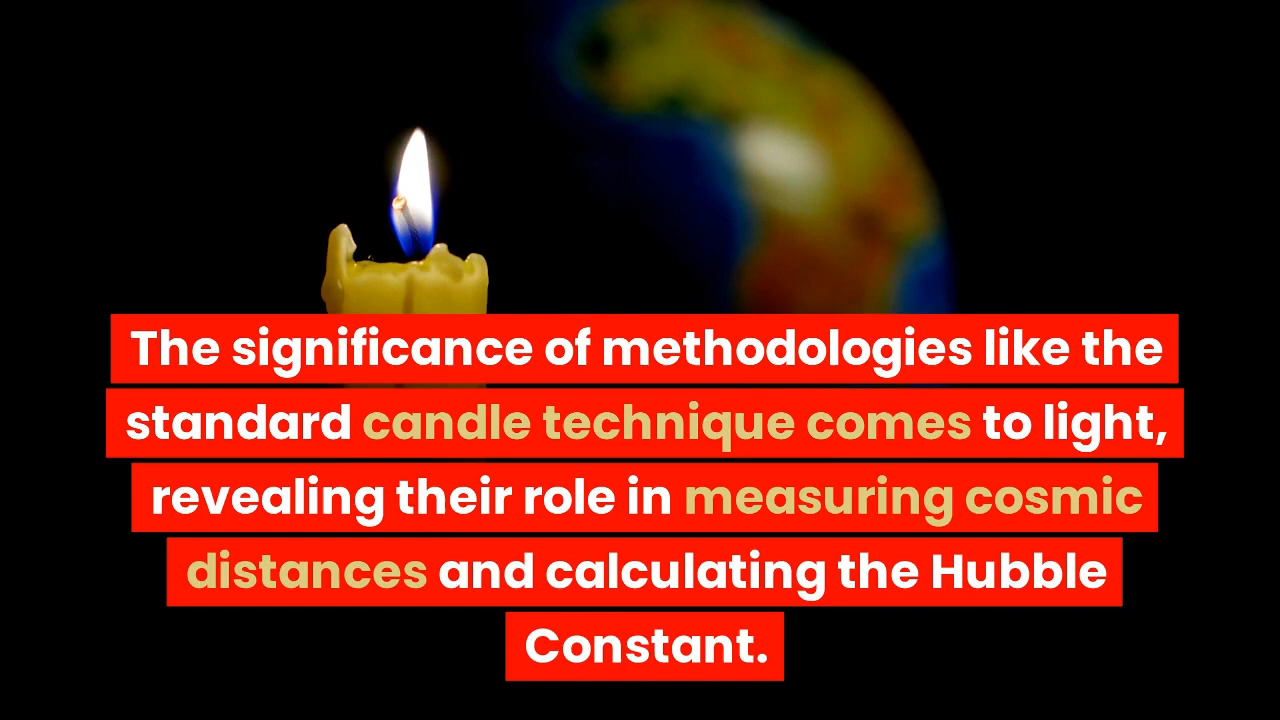 The significance of methodologies like the
standard candle technique comes to light,
revealing their role in measuring cosmic
distances and calculating the Hubble
Constant.